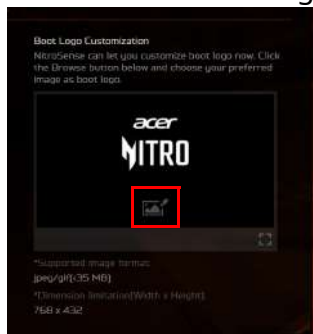 Boot Logo Customization
NitroSense can let you customize boot logo now. Click
the Browse button below and choose your preferred
image as boot logo.
acer
NITRO
*Supported image format:
jpeg/gif(<35 MB)
*Dimension limitation(Width x Height):
768 x 432